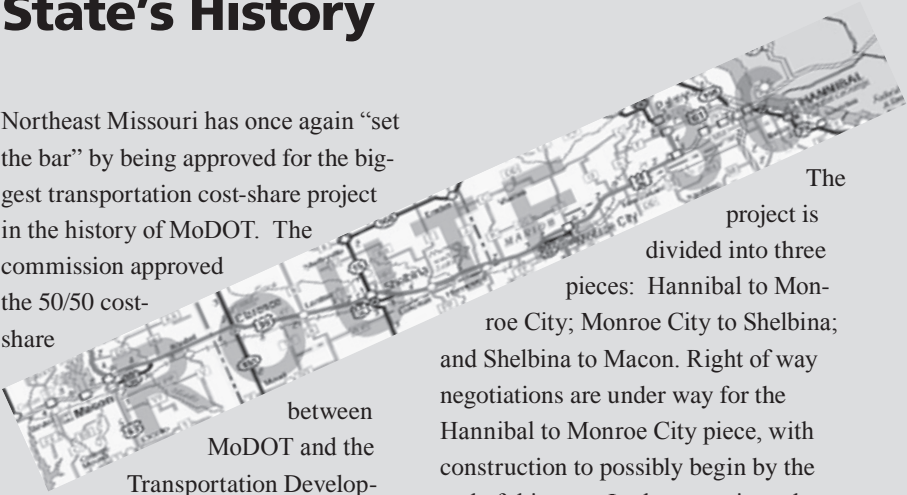 State’s History
Northeast Missouri has once again “set
the bar” by being approved for the big-
gest transportation cost-share project
in the history of MoDOT. The
commission approved
the 50/50 cost-
share
between
MoDOT and the
Transportation Develop-
ROUTE 36
Macon
Clarence
Shelbina
Monroe City
MARION
Palmyra
HANNIBAL
The
project is
divided into three
pieces: Hannibal to Mon-
roe City; Monroe City to Shelbina;
and Shelbina to Macon. Right of way
negotiations are under way for the
Hannibal to Monroe City piece, with
construction to possibly begin by the